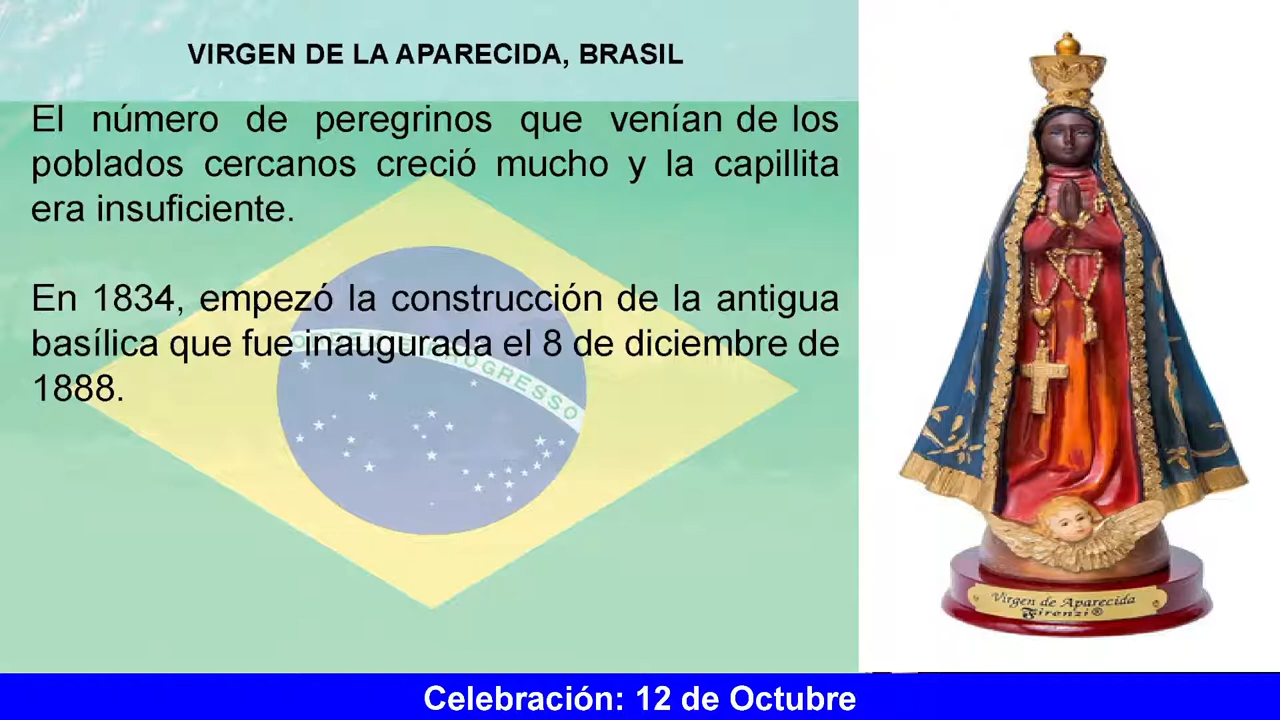 VIRGEN DE LA APARECIDA, BRASIL
El número de peregrinos que venían de los
poblados cercanos creció mucho y la capillita
era insuficiente.
En 1834, empezó la construcción de la antigua
basílica que fue inaugurada el 8 de diciembre de
1888.
PROGRESSO
Virgen de Aparecida
Firenzi®
Celebración: 12 de Octubre